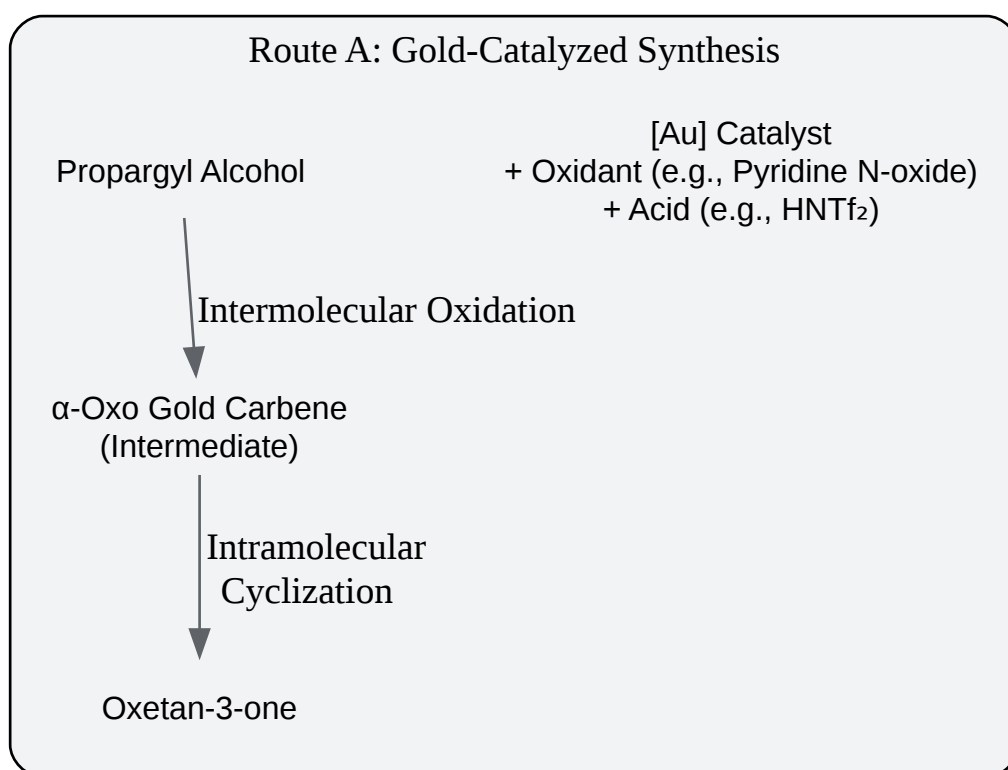 Route A: Gold-Catalyzed Synthesis
Propargyl Alcohol
[Au] Catalyst
+ Oxidant (e.g., Pyridine N-oxide)
+ Acid (e.g., HNTf₂)
Intermolecular Oxidation
α-Oxo Gold Carbene
(Intermediate)
Intramolecular
Cyclization
Oxetan-3-one